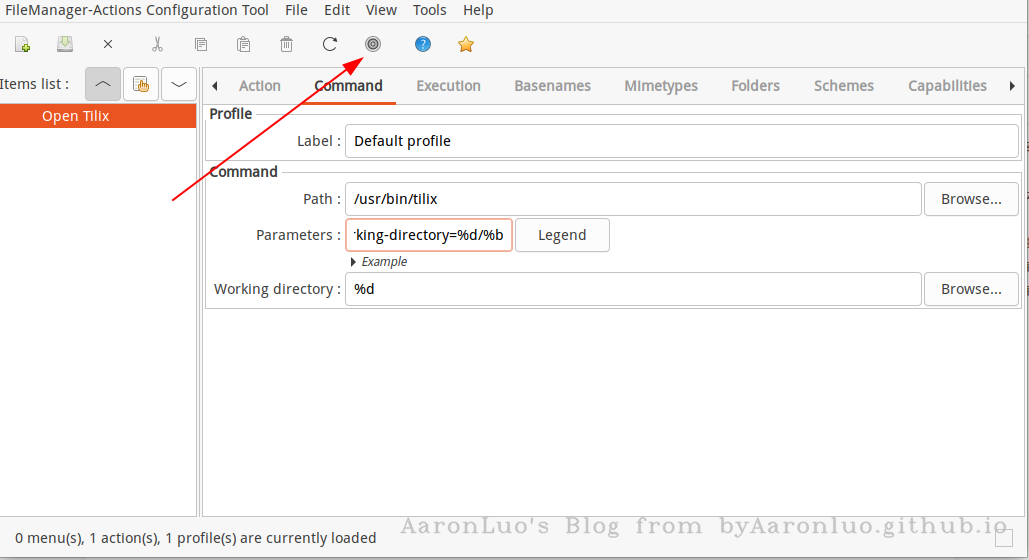 FileManager-Actions Configuration Tool File Edit View Tools Help
Items list :
Action Command Execution Basenames Mimetypes Folders Schemes Capabilities
Open Tilix
Profile
Label : Default profile
Command
Path : /usr/bin/tilix Browse...
Parameters : king-directory=%d/%b Legend
Example
Working directory : %d Browse...
AaronLuo's Blog from byAaronluo.github.io
0 menu(s), 1 action(s), 1 profile(s) are currently loaded